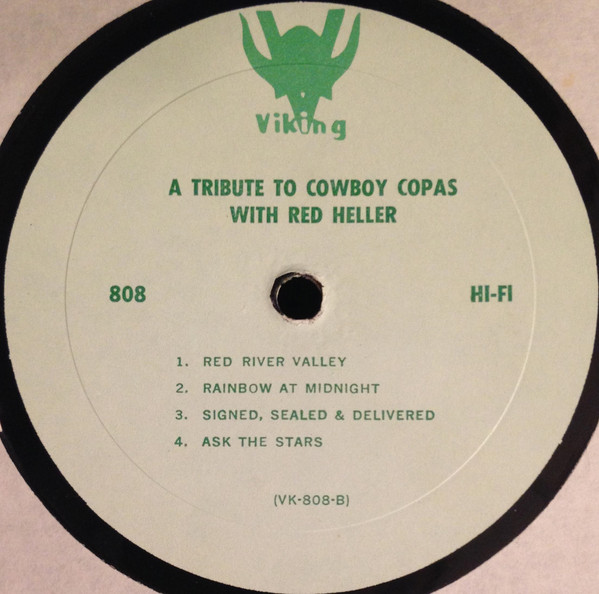 Viking
A TRIBUTE TO COWBOY COPAS
WITH RED HELLER
808 HI-FI
1. RED RIVER VALLEY
2. RAINBOW AT MIDNIGHT
3. SIGNED, SEALED & DELIVERED
4. ASK THE STARS
(VK-808-B)